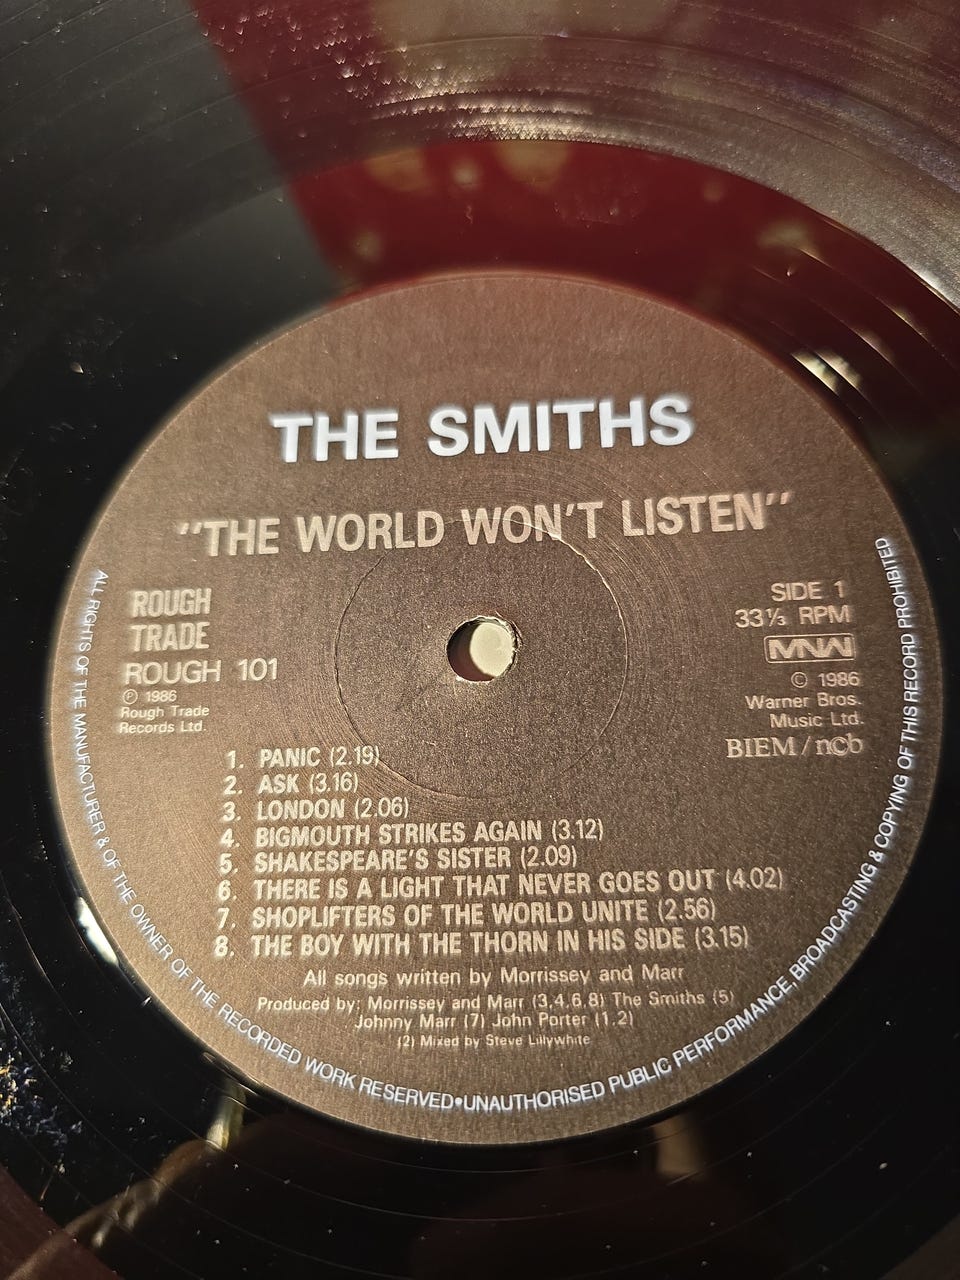 THE SMITHS
"THE WORLD WON'T LISTEN"
ROUGH
TRADE
ROUGH 101
℗ 1986
Rough Trade
Records Ltd.
SIDE 1
33⅓ RPM
MNW
© 1986
Warner Bros.
Music Ltd.
BIEM/ncb
1. PANIC (2.19)
2. ASK (3.16)
3. LONDON (2.06)
4. BIGMOUTH STRIKES AGAIN (3.12)
5. SHAKESPEARE'S SISTER (2.09)
6. THERE IS A LIGHT THAT NEVER GOES OUT (4.02)
7. SHOPLIFTERS OF THE WORLD UNITE (2.56)
8. THE BOY WITH THE THORN IN HIS SIDE (3.15)
All songs written by Morrissey and Marr
Produced by: Morrissey and Marr (3.4.6.8) The Smiths (5)
Johnny Marr (7) John Porter (1.2)
(2) Mixed by Steve Lillywhite
ALL RIGHTS OF THE MANUFACTURER & OF THE OWNER OF THE RECORDED WORK RESERVED•UNAUTHORISED PUBLIC PERFORMANCE, BROADCASTING & COPYING OF THIS RECORD PROHIBITED